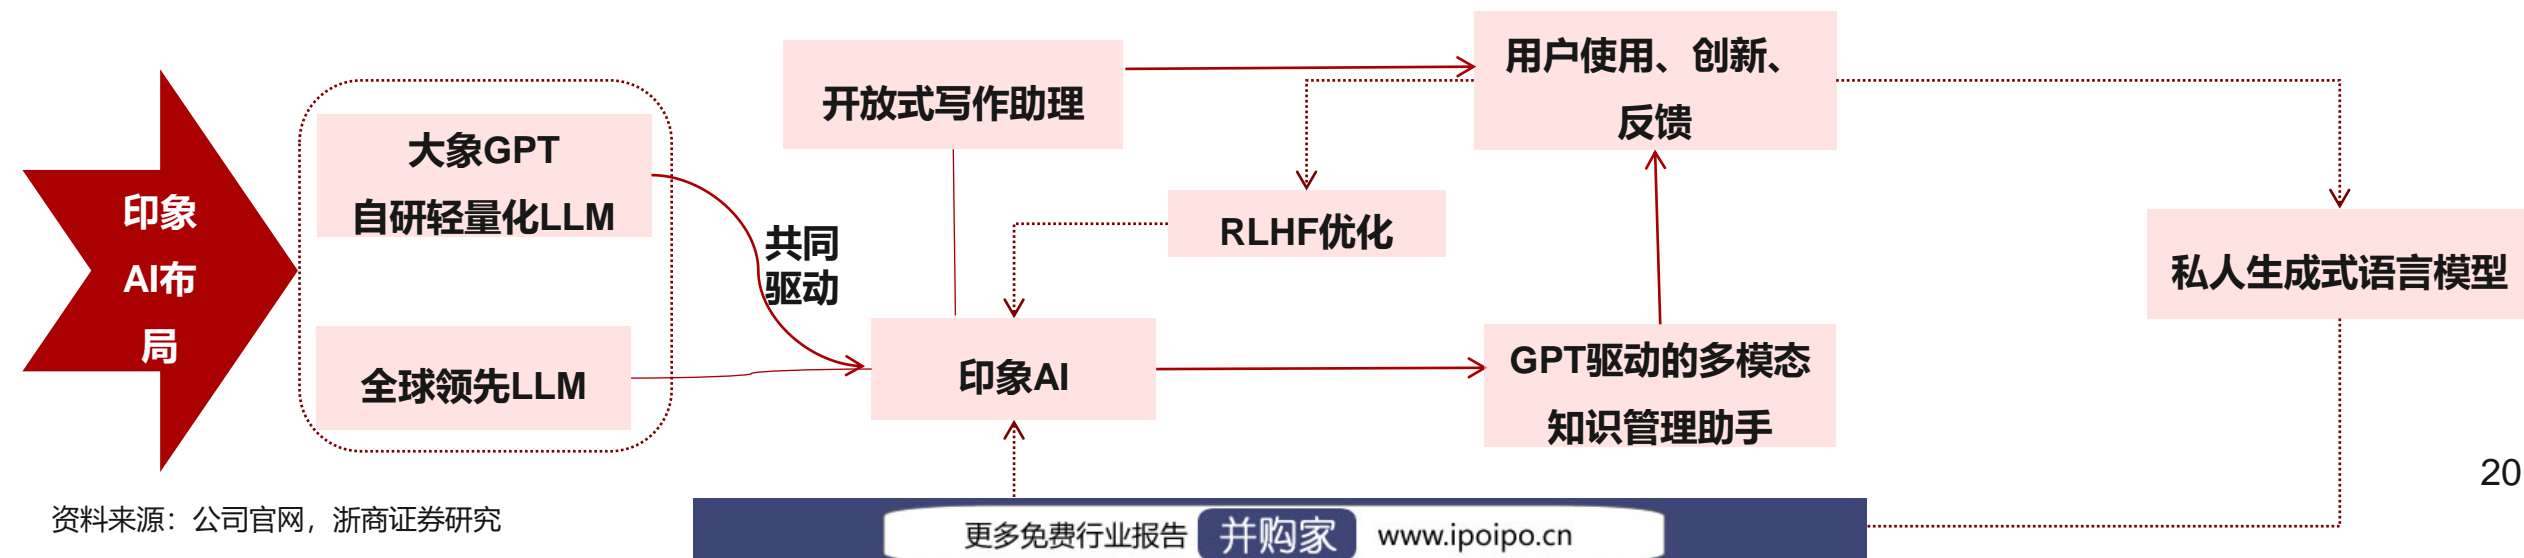 印象
AI布
局
大象GPT
自研轻量化LLM
全球领先LLM
共同
驱动
开放式写作助理
印象AI
RLHF优化
用户使用、创新、
反馈
GPT驱动的多模态
知识管理助手
私人生成式语言模型
20
资料来源：公司官网，浙商证券研究
更多免费行业报告 并购家 www.ipoipo.cn